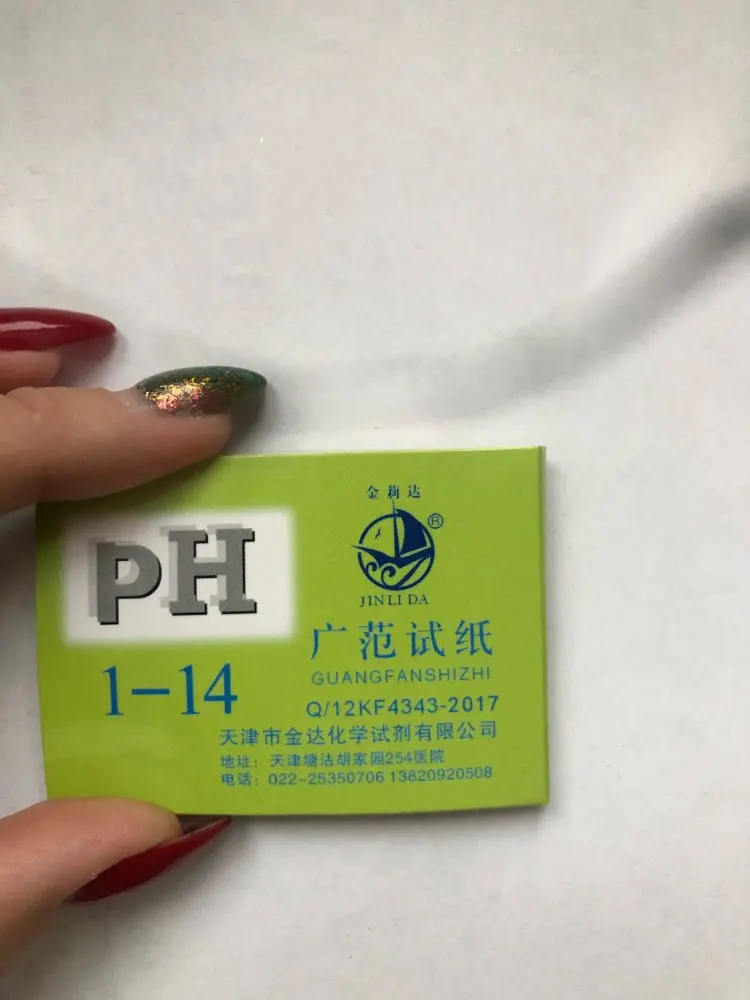 金莉达
®
JINLI DA
pH
1-14
广范试纸
GUANGFANSHIZHI
Q/12KF4343-2017
天津市金达化学试剂有限公司
地址：天津塘沽胡家园254医院
电话：022-25350706 13820920508